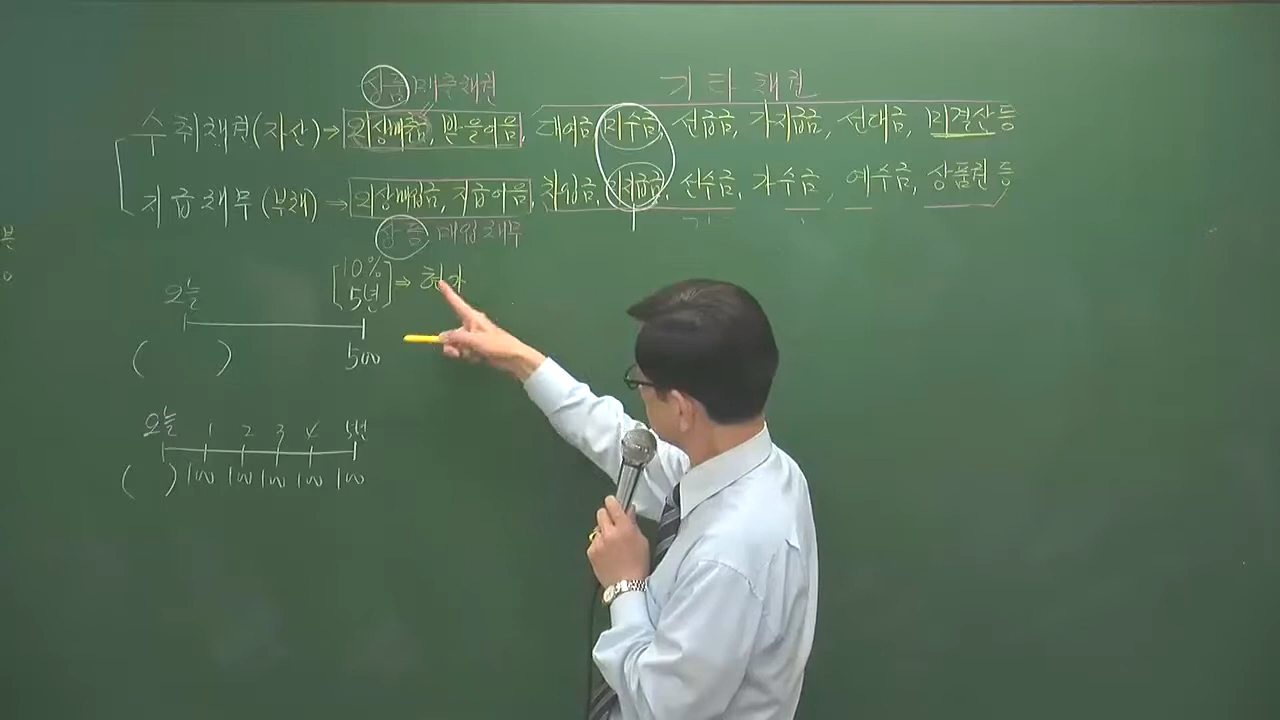 상품 매출채권
기타채권
수취채권(자산)⇒ 외상매출금, 받을어음, 대여금, 미수금, 선급금, 가지급금, 선대금, 미결산 등
지급채무(부채)⇒ 외상매입금, 지급어음, 차입금, 미지급금, 선수금, 가수금, 예수금, 상품권 등
상품 매입채무
10%
5년 ⇒ 현가
오늘
( ) 500
오늘 1 2 3 4 5년
( ) 100 100 100 100 100